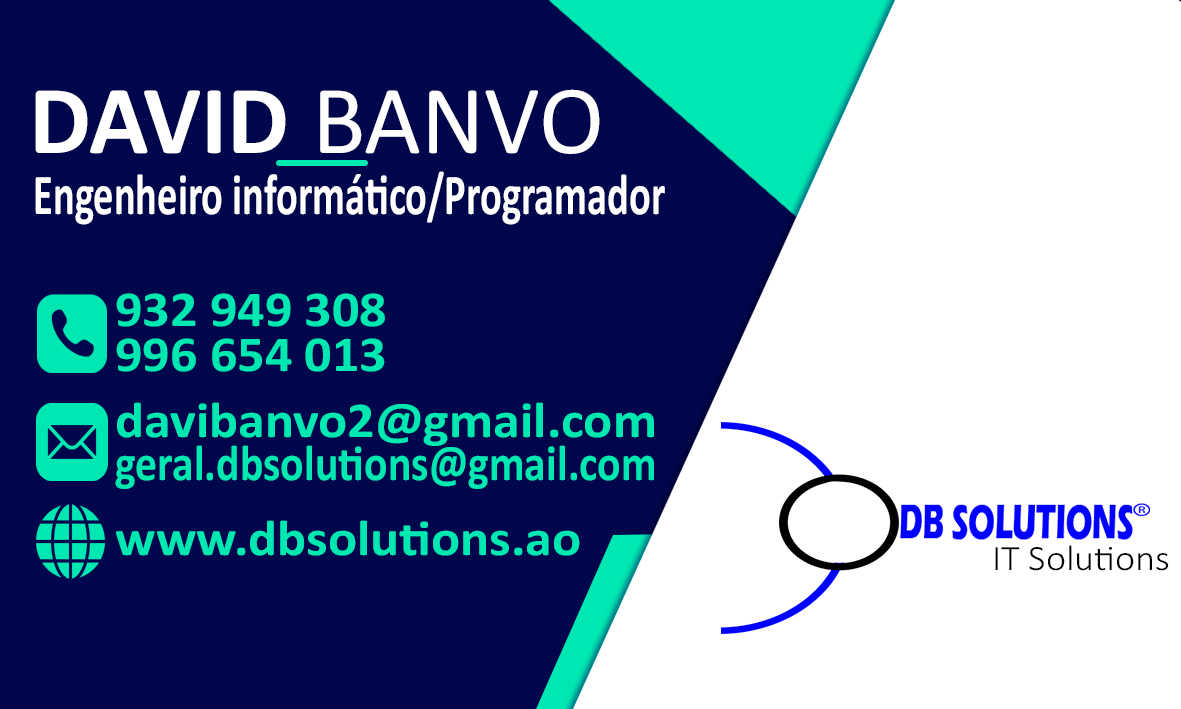 DAVID BANVO
Engenheiro informático/Programador
932 949 308
996 654 013
davibanvo2@gmail.com
geral.dbsolutions@gmail.com
www.dbsolutions.ao
DB SOLUTIONS®
IT Solutions